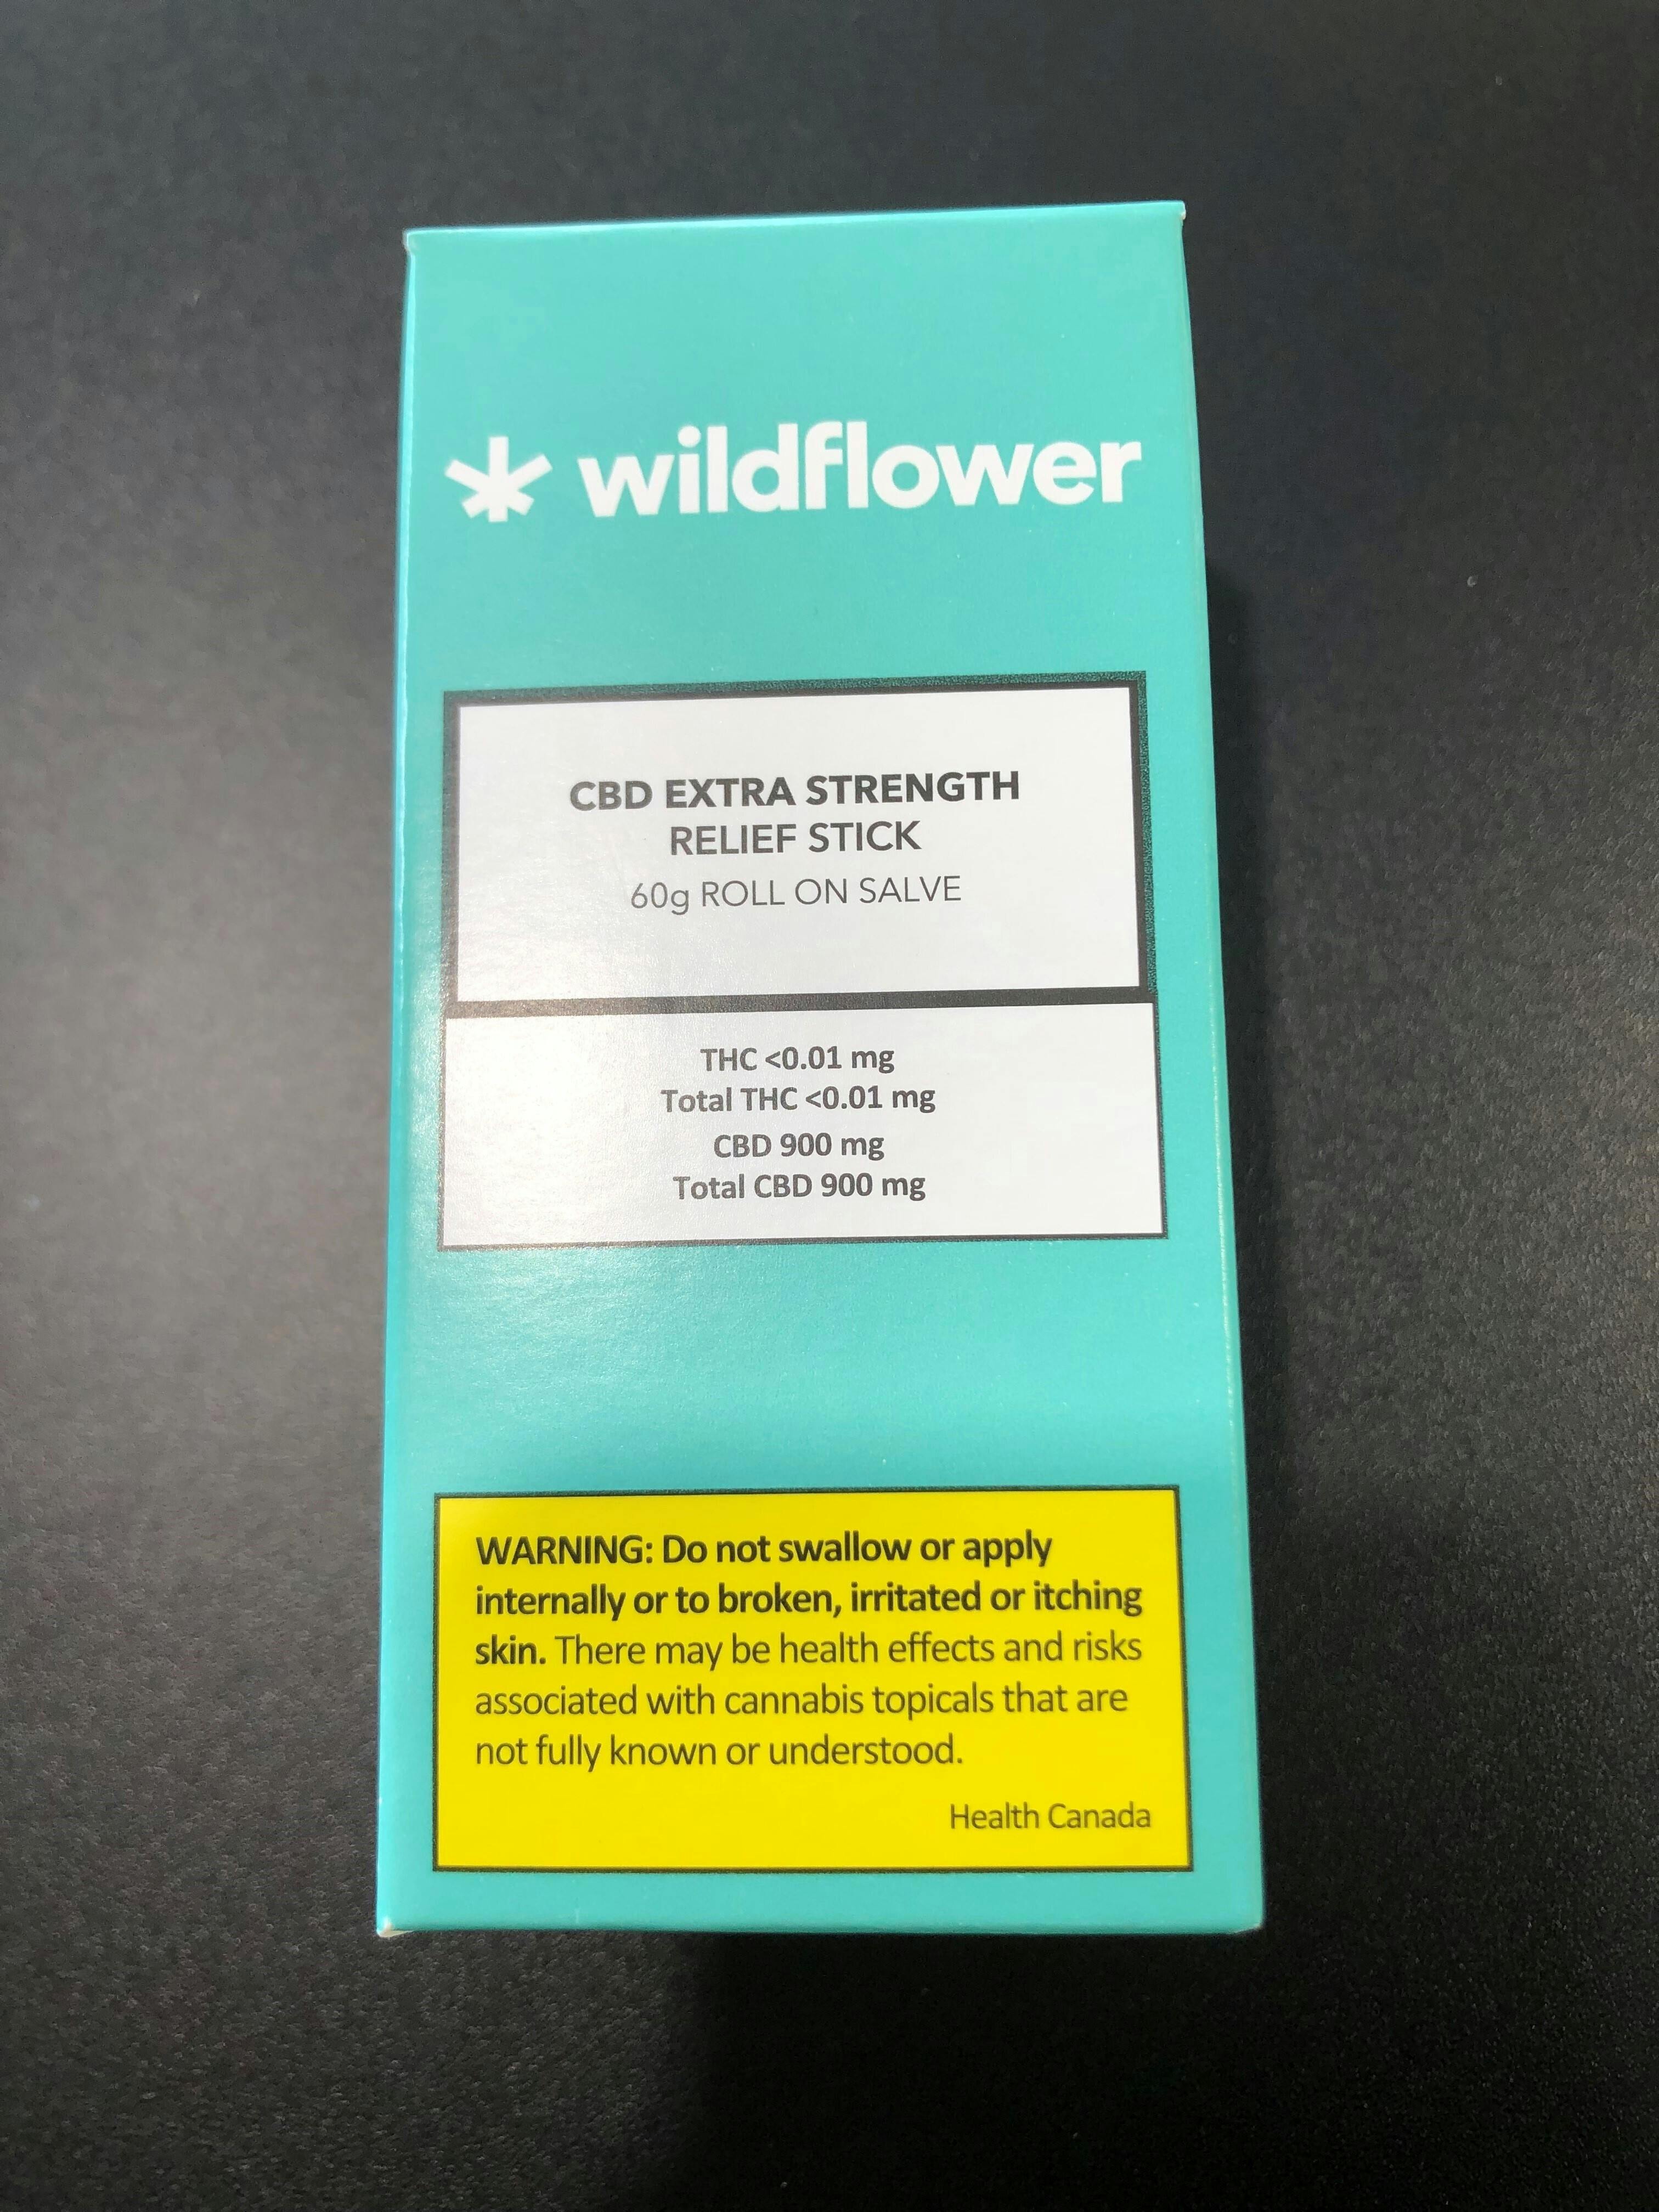 wildflower
CBD EXTRA STRENGTH
RELIEF STICK
60g ROLL ON SALVE
THC <0.01 mg
Total THC <0.01 mg
CBD 900 mg
Total CBD 900 mg
WARNING: Do not swallow or apply
internally or to broken, irritated or itching
skin. There may be health effects and risks
associated with cannabis topicals that are
not fully known or understood.
Health Canada